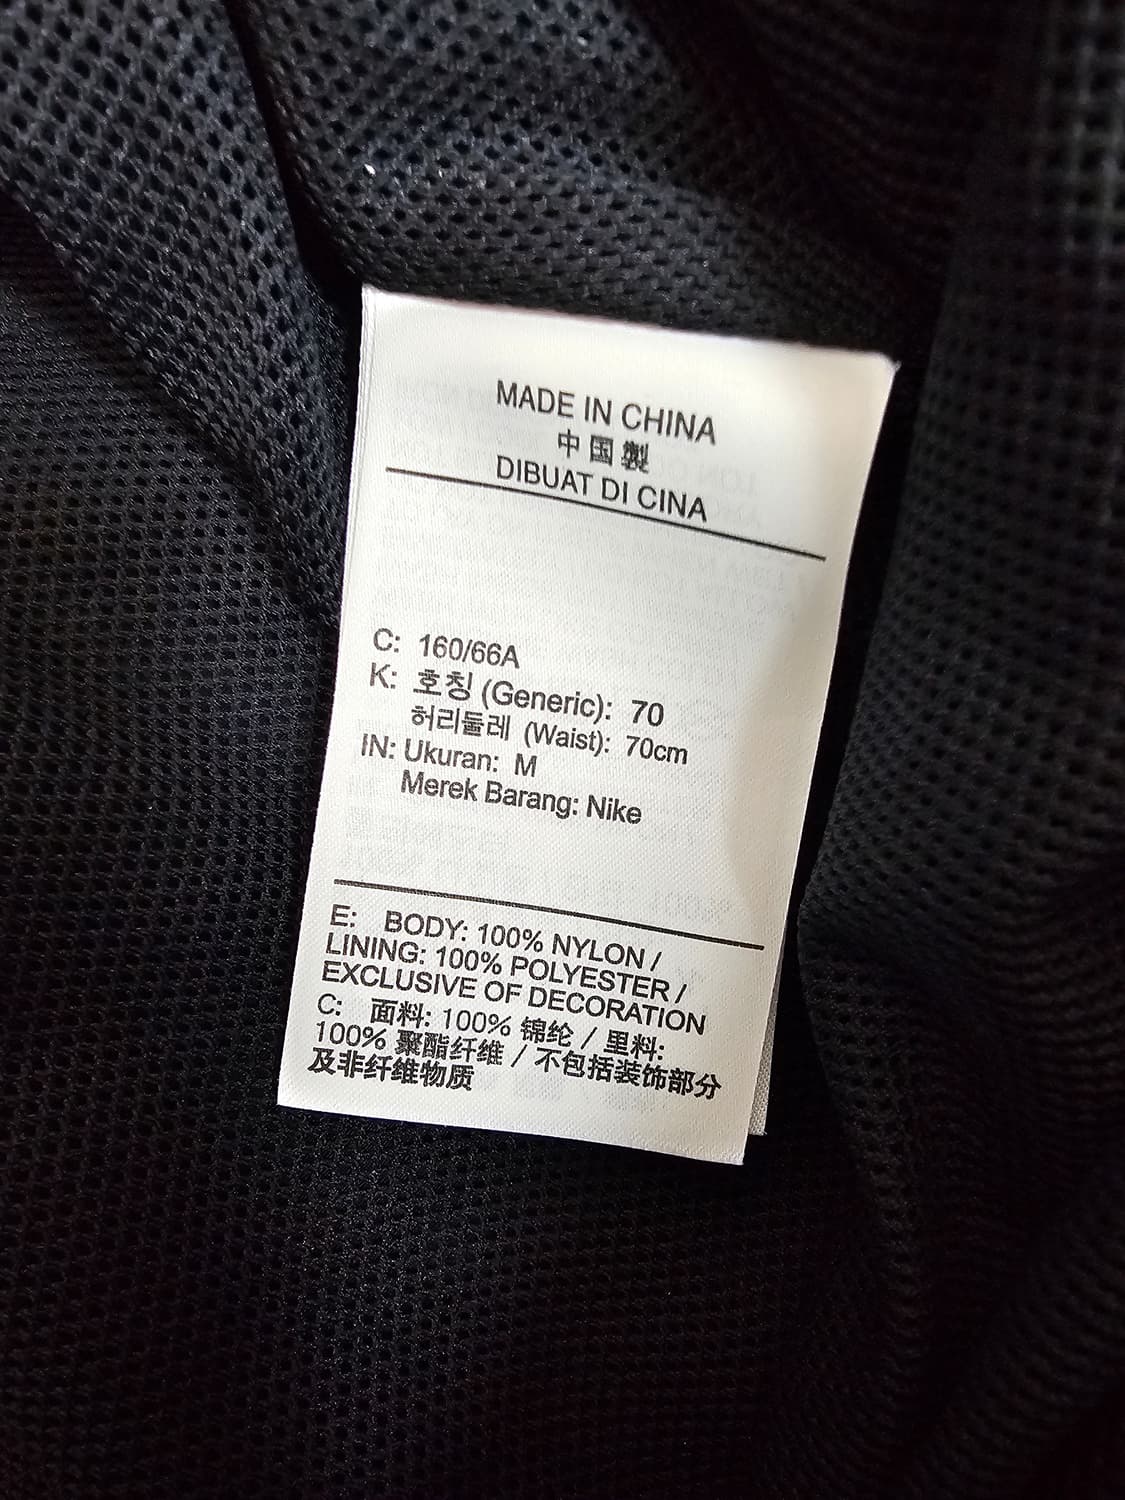 MADE IN CHINA
中国製
DIBUAT DI CINA
C: 160/66A
K: 호칭 (Generic): 70
허리둘레 (Waist): 70cm
IN: Ukuran: M
Merek Barang: Nike
E: BODY: 100% NYLON /
LINING: 100% POLYESTER /
EXCLUSIVE OF DECORATION
C: 面料: 100% 锦纶 / 里料:
100% 聚酯纤维 / 不包括装饰部分
及非纤维物质